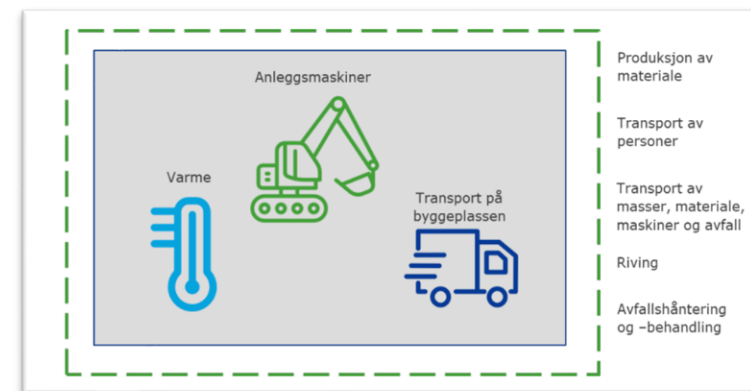 Anleggsmaskiner
Varme
Transport på
byggeplassen
Produksjon av
materiale
Transport av
personer
Transport av
masser, materiale,
maskiner og avfall
Riving
Avfallshåntering
og –behandling